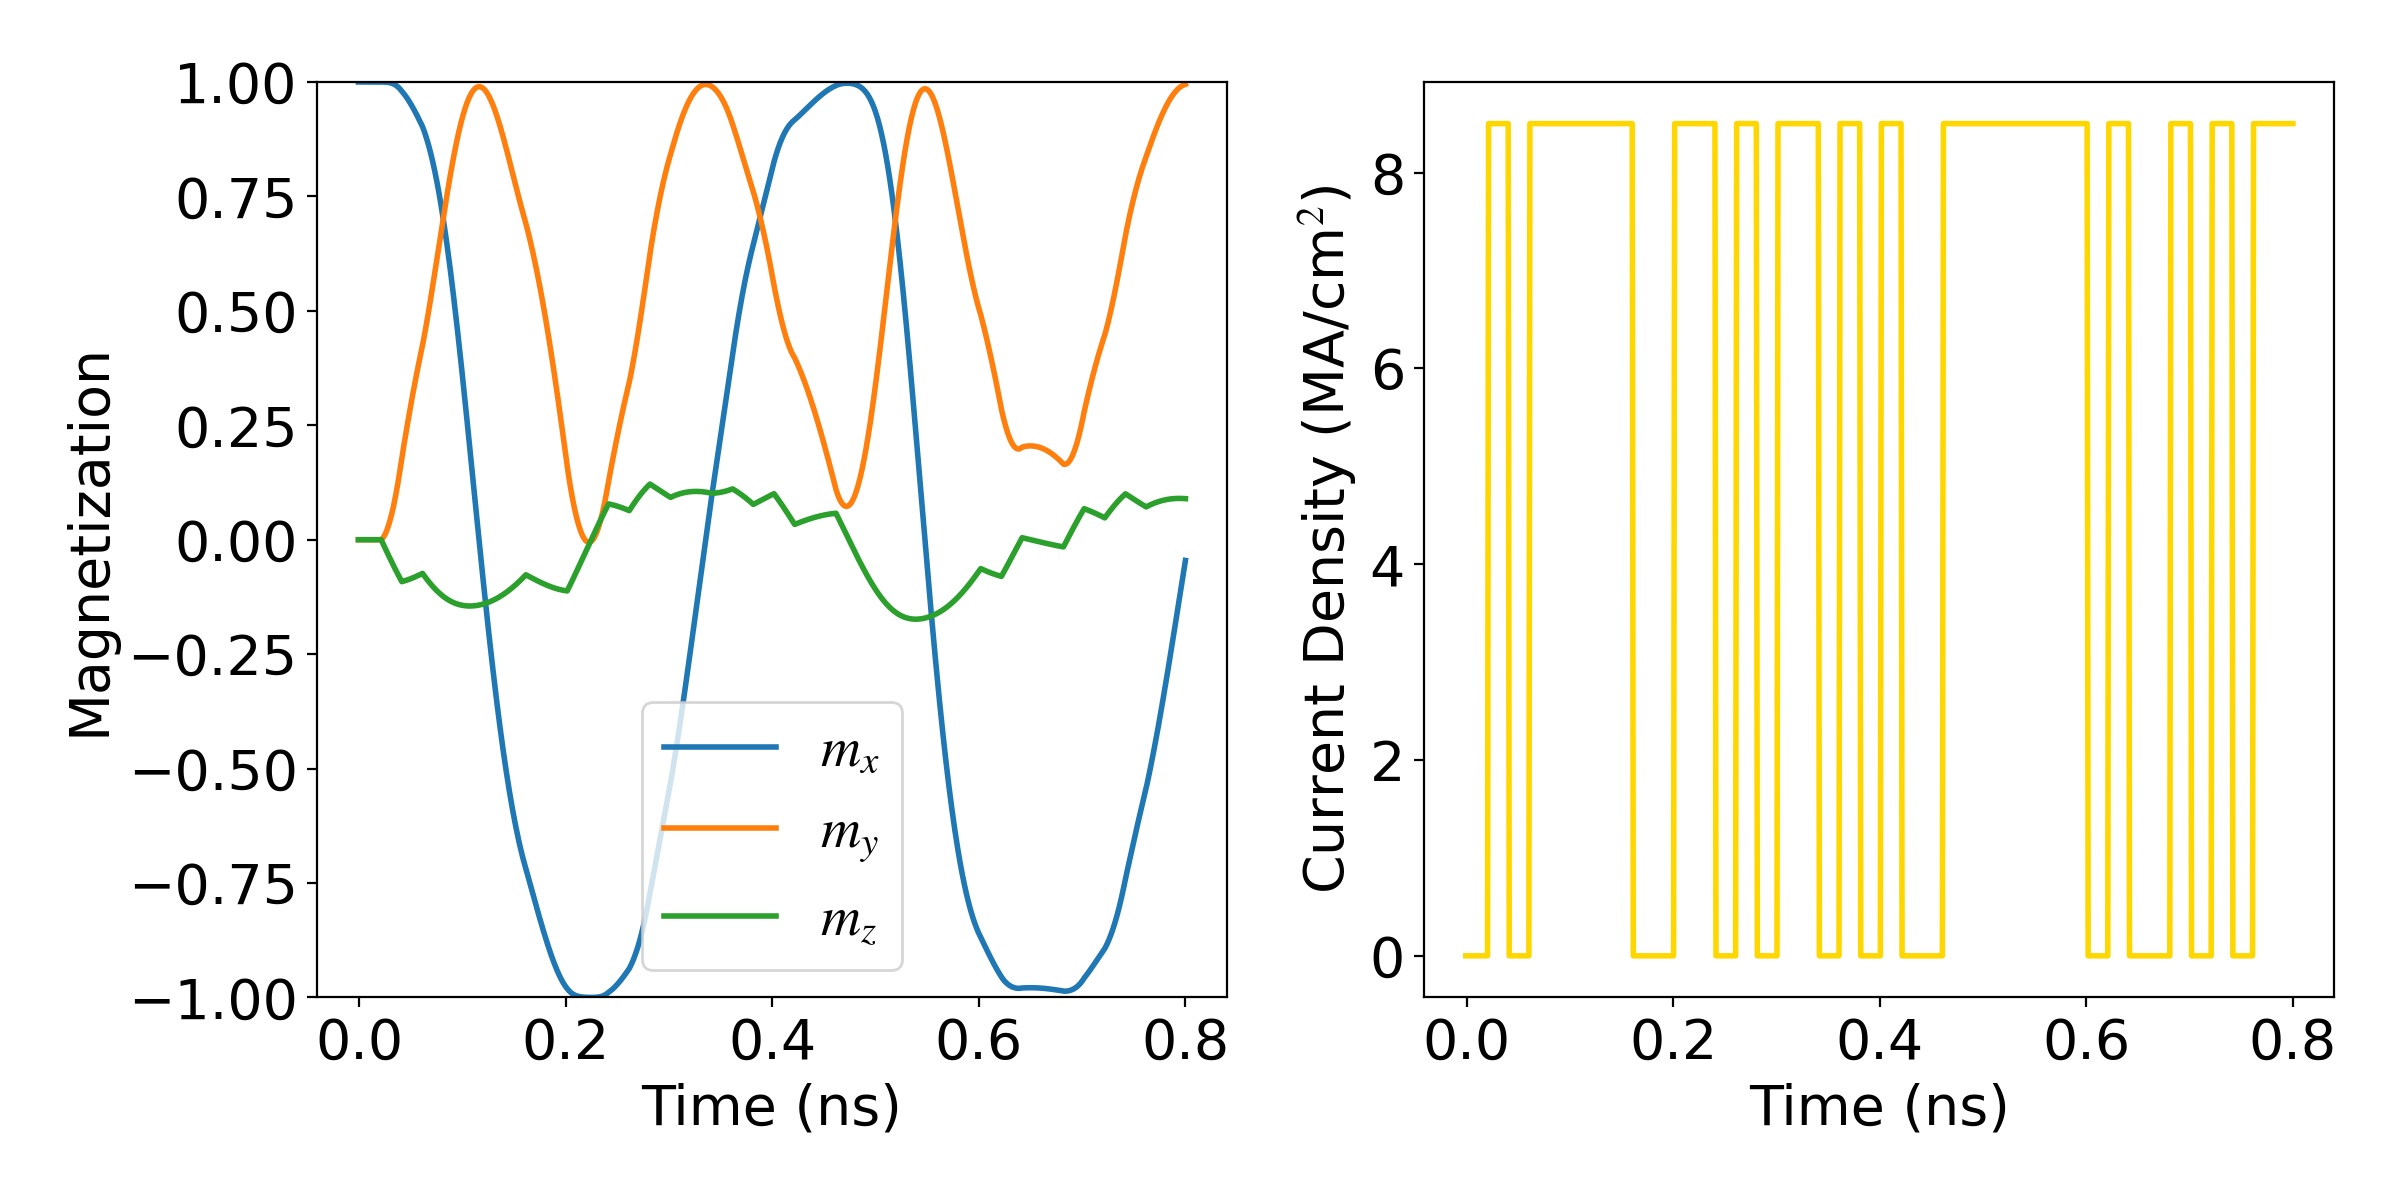 Magnetization
1.00
0.75
0.50
0.25
0.00
−0.25
−0.50
−0.75
−1.00
0.0 0.2 0.4 0.6 0.8
Time (ns)
m_x
m_y
m_z
Current Density (MA/cm²)
8
6
4
2
0
0.0 0.2 0.4 0.6 0.8
Time (ns)